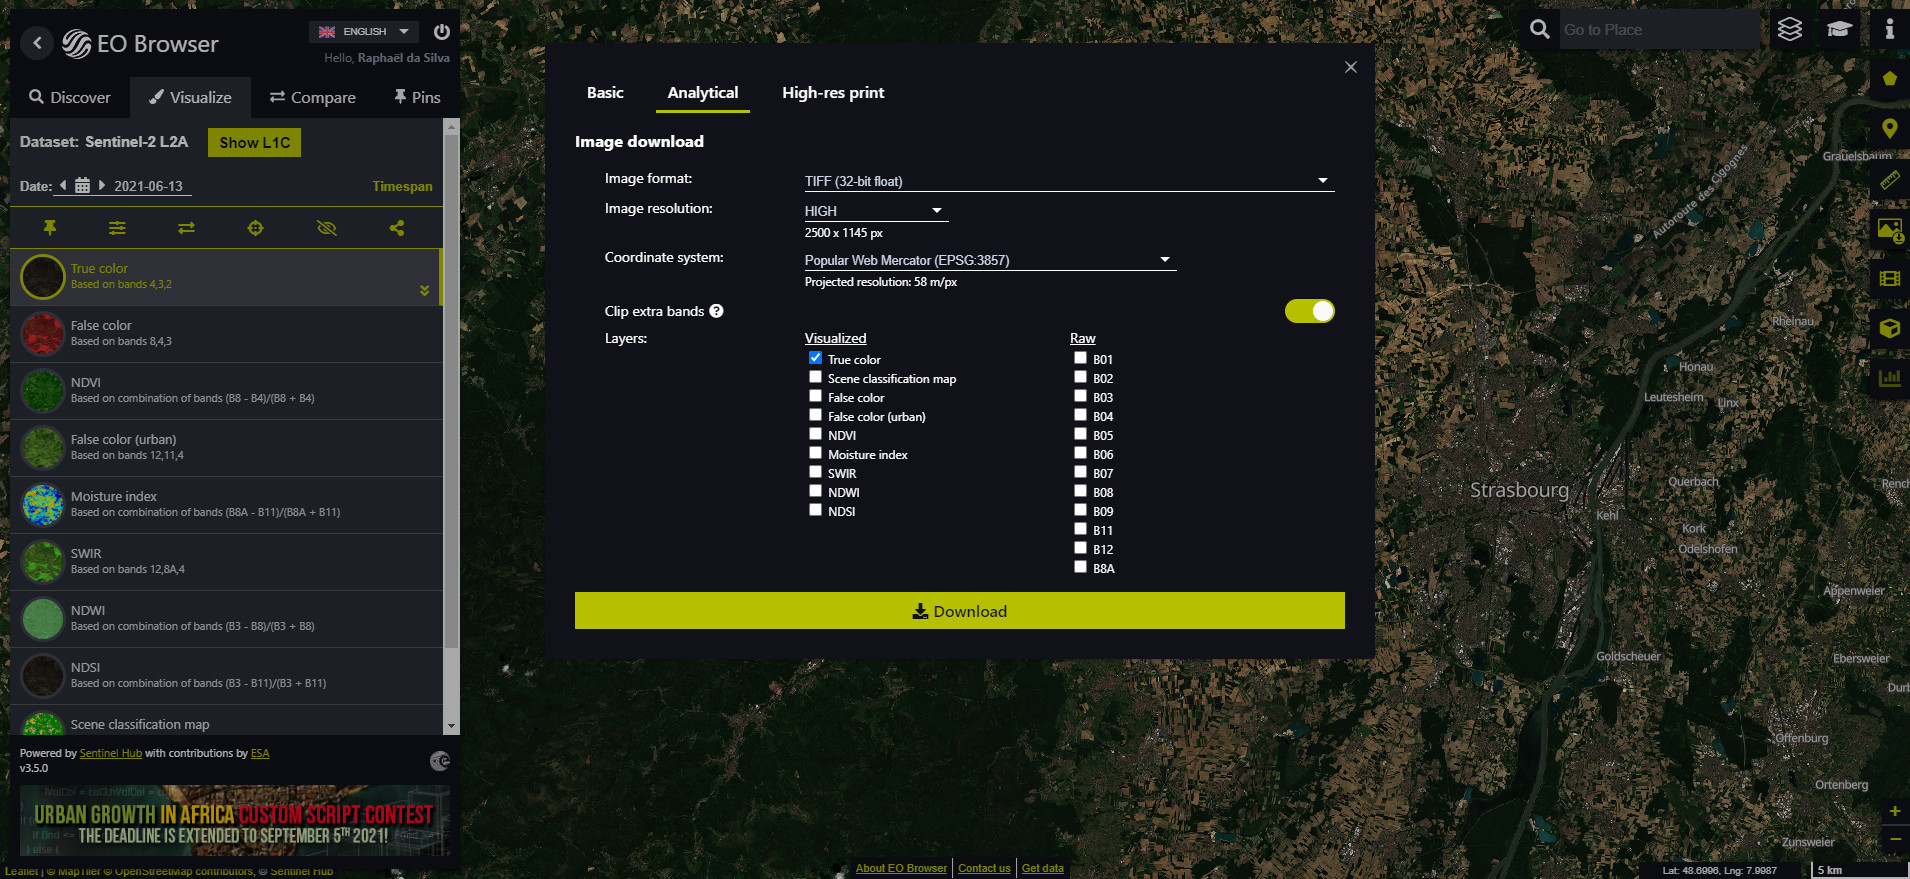 EO Browser
ENGLISH
Hello, Raphaël da Silva
Discover
Visualize
Compare
Pins
Dataset: Sentinel-2 L2A
Show L1C
Date:
2021-06-13
Timespan
True color
Based on bands 4,3,2
False color
Based on bands 8,4,3
NDVI
Based on combination of bands (B8 - B4)/(B8 + B4)
False color (urban)
Based on bands 12,11,4
Moisture index
Based on combination of bands (B8A - B11)/(B8A + B11)
SWIR
Based on bands 12,8A,4
NDWI
Based on combination of bands (B3 - B8)/(B3 + B8)
NDSI
Based on combination of bands (B3 - B11)/(B3 + B11)
Scene classification map
Powered by Sentinel Hub with contributions by ESA
v3.5.0
URBAN GROWTH IN AFRICA CUSTOM SCRIPT CONTEST
THE DEADLINE IS EXTENDED TO SEPTEMBER 5TH 2021!
Leaflet | © MapTiler © OpenStreetMap contributors, © Sentinel Hub
Basic
Analytical
High-res print
Image download
Image format:
TIFF (32-bit float)
Image resolution:
HIGH
2500 x 1145 px
Coordinate system:
Popular Web Mercator (EPSG:3857)
Projected resolution: 58 m/px
Clip extra bands ?
Layers:
Visualized
True color
Scene classification map
False color
False color (urban)
NDVI
Moisture index
SWIR
NDWI
NDSI
Raw
B01
B02
B03
B04
B05
B06
B07
B08
B09
B11
B12
B8A
Download
Go to Place
Grauelsbaum
Autoroute des Cigognes
Rheinau
Honau
Leutesheim
Linx
Strasbourg
Querbach
Rench
Kehl
Kork
Odelshofen
Appenweier
Goldscheuer
Ebersweier
Durb
Offenburg
Ortenberg
Zunsweier
About EO Browser
Contact us
Get data
Lat: 48.6996, Lng: 7.9987
5 km